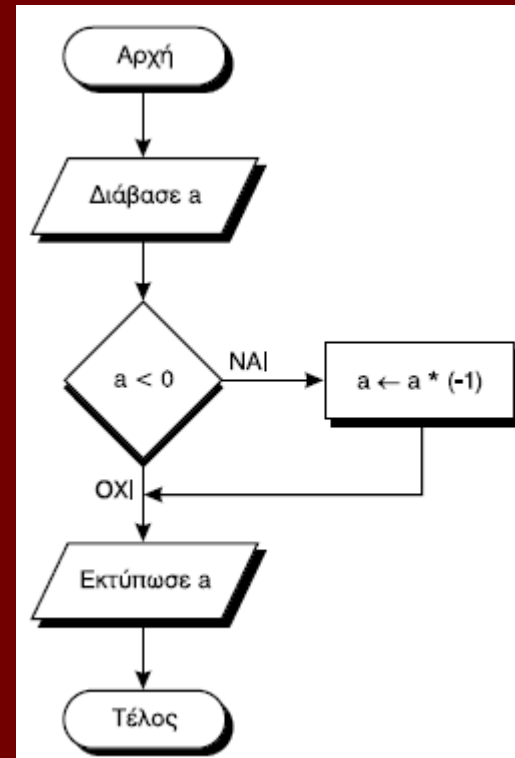 Αρχή
Διάβασε a
a < 0
ΝΑΙ
a ← a * (-1)
ΟΧΙ
Εκτύπωσε a
Τέλος